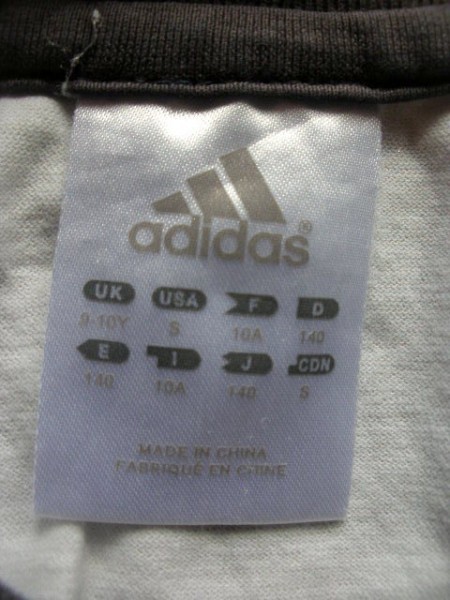 adidas®
UK USA F D
9-10Y S 10A 140
E I J CDN
140 10A 140 S
MADE IN CHINA
FABRIQUÉ EN CHINE